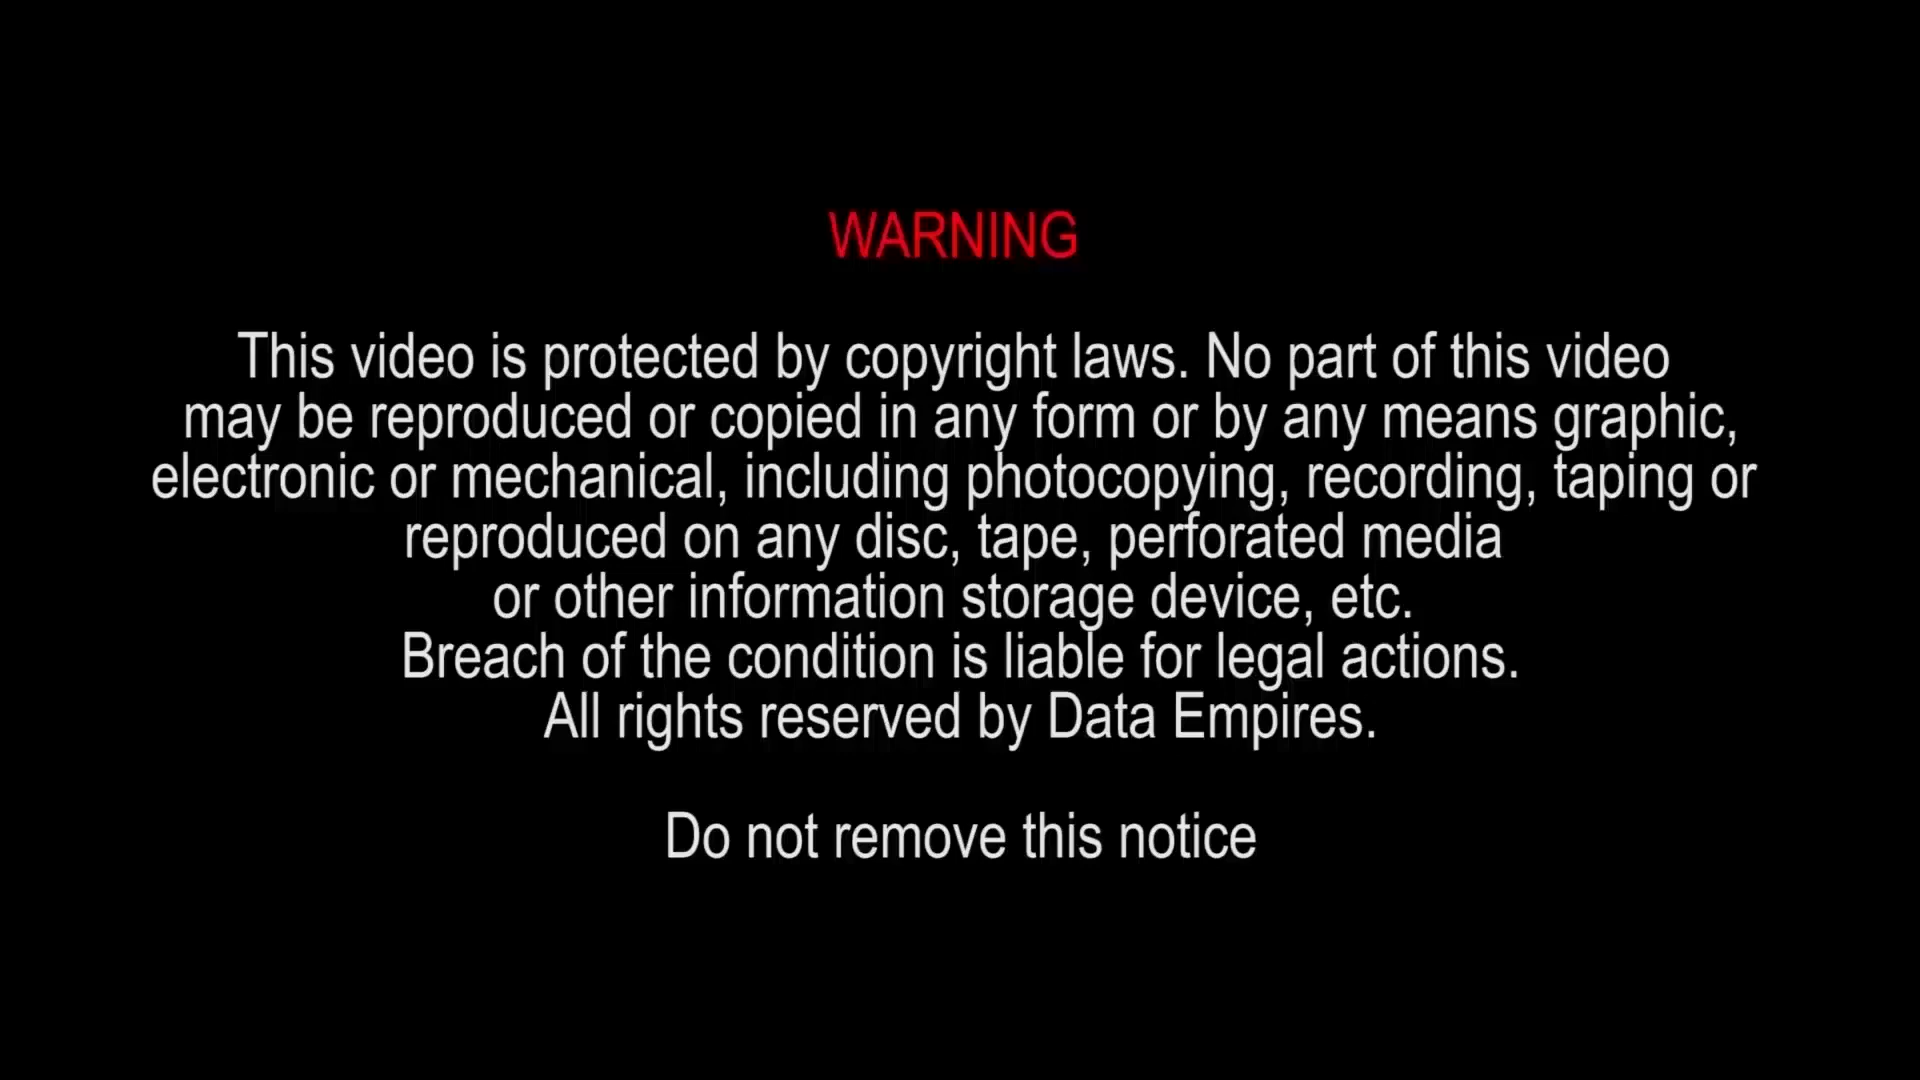 WARNING
This video is protected by copyright laws. No part of this video
may be reproduced or copied in any form or by any means graphic,
electronic or mechanical, including photocopying, recording, taping or
reproduced on any disc, tape, perforated media
or other information storage device, etc.
Breach of the condition is liable for legal actions.
All rights reserved by Data Empires.
Do not remove this notice